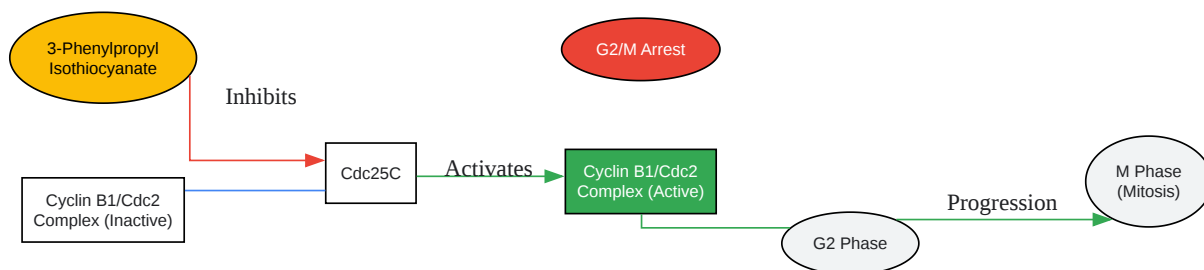 3-Phenylpropyl
Isothiocyanate
G2/M Arrest
Inhibits
Cdc25C
Activates
Cyclin B1/Cdc2
Complex (Active)
M Phase
(Mitosis)
Cyclin B1/Cdc2
Complex (Inactive)
Progression
G2 Phase